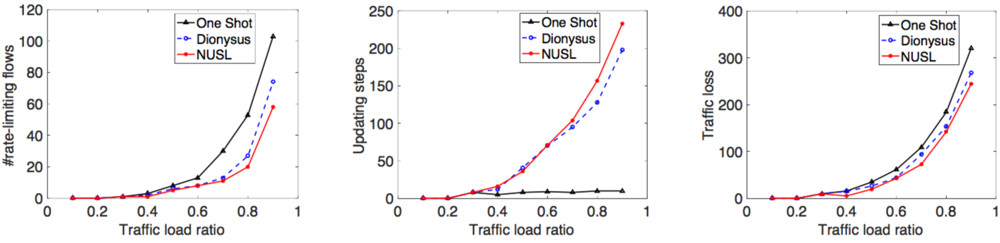 120
100
80
60
40
20
0
#rate-limiting flows
One Shot
Dionysus
NUSL
0 0.2 0.4 0.6 0.8 1
Traffic load ratio
250
200
150
100
50
0
Updating steps
One Shot
Dionysus
NUSL
0 0.2 0.4 0.6 0.8 1
Traffic load ratio
400
300
200
100
0
Traffic loss
One Shot
Dionysus
NUSL
0 0.2 0.4 0.6 0.8 1
Traffic load ratio